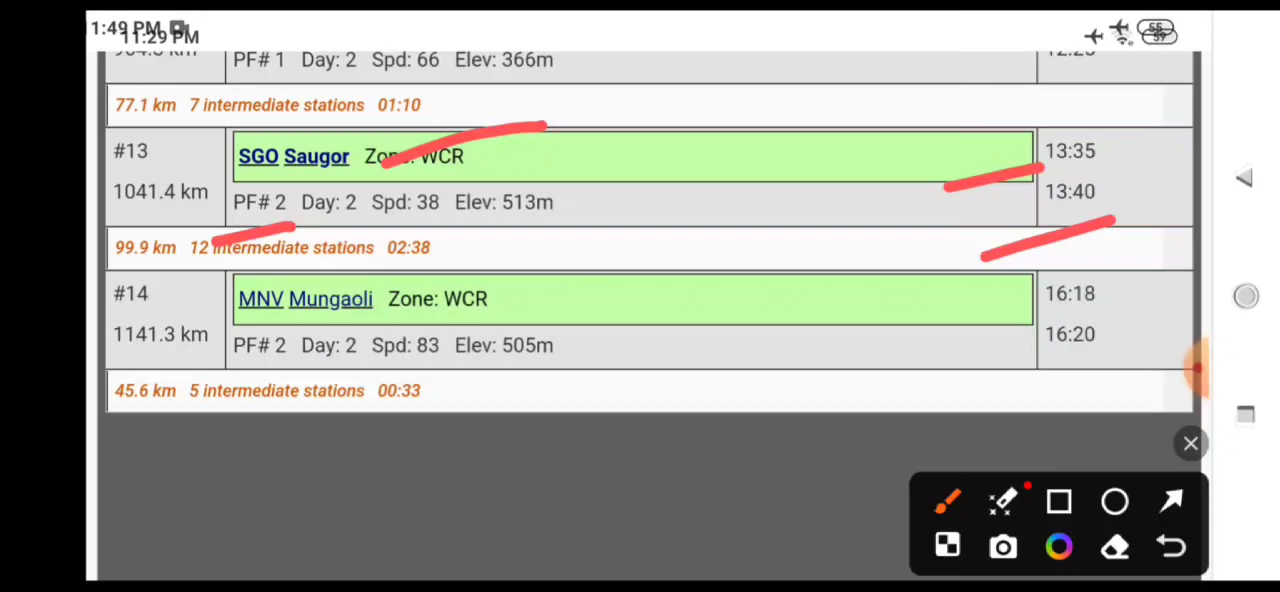 1:49 PM
11:29 PM
55
59
PF# 1 Day: 2 Spd: 66 Elev: 366m
77.1 km 7 intermediate stations 01:10
#13 SGO Saugor Zone: WCR 13:35
1041.4 km PF# 2 Day: 2 Spd: 38 Elev: 513m 13:40
99.9 km 12 intermediate stations 02:38
#14 MNV Mungaoli Zone: WCR 16:18
1141.3 km PF# 2 Day: 2 Spd: 83 Elev: 505m 16:20
45.6 km 5 intermediate stations 00:33